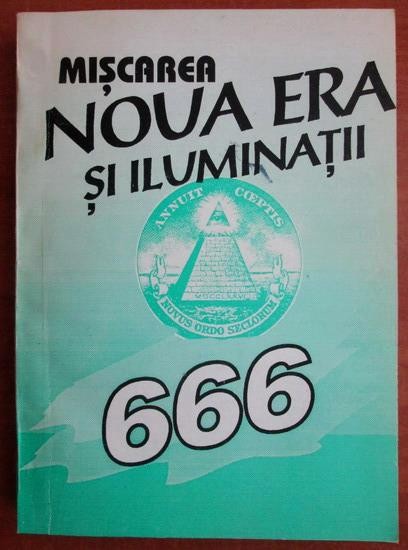 MIȘCAREA
NOUA ERA
ȘI ILUMINAȚII
ANNUIT CŒPTIS
MDCCLXXVI
NOVUS ORDO SECLORUM
666